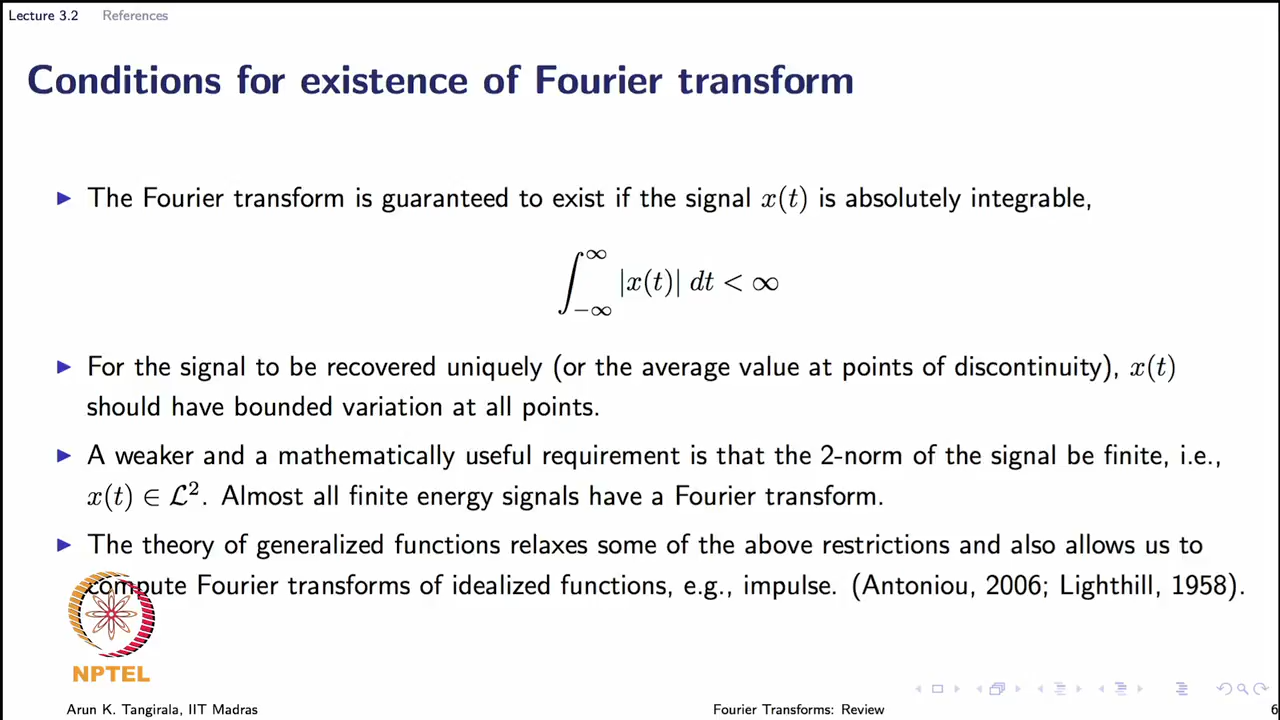 Lecture 3.2 References
Conditions for existence of Fourier transform
▶ The Fourier transform is guaranteed to exist if the signal x(t) is absolutely integrable,
∫_{−∞}^{∞} |x(t)| dt < ∞
▶ For the signal to be recovered uniquely (or the average value at points of discontinuity), x(t)
should have bounded variation at all points.
▶ A weaker and a mathematically useful requirement is that the 2-norm of the signal be finite, i.e.,
x(t) ∈ ℒ². Almost all finite energy signals have a Fourier transform.
▶ The theory of generalized functions relaxes some of the above restrictions and also allows us to
compute Fourier transforms of idealized functions, e.g., impulse. (Antoniou, 2006; Lighthill, 1958).
NPTEL
Arun K. Tangirala, IIT Madras Fourier Transforms: Review 6